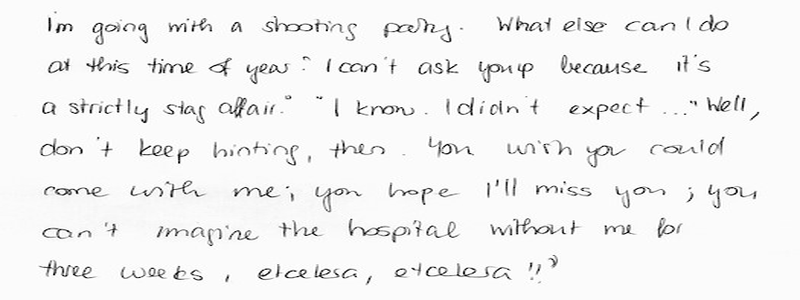 I'm going with a shooting party. What else can I do
at this time of year? I can't ask you up because it's
a strictly stag affair." "I know. I didn't expect ..." "Well,
don't keep hinting, then. You wish you could
come with me; you hope I'll miss you; you
can't imagine the hospital without me for
three weeks, etcetera, etcetera!!"